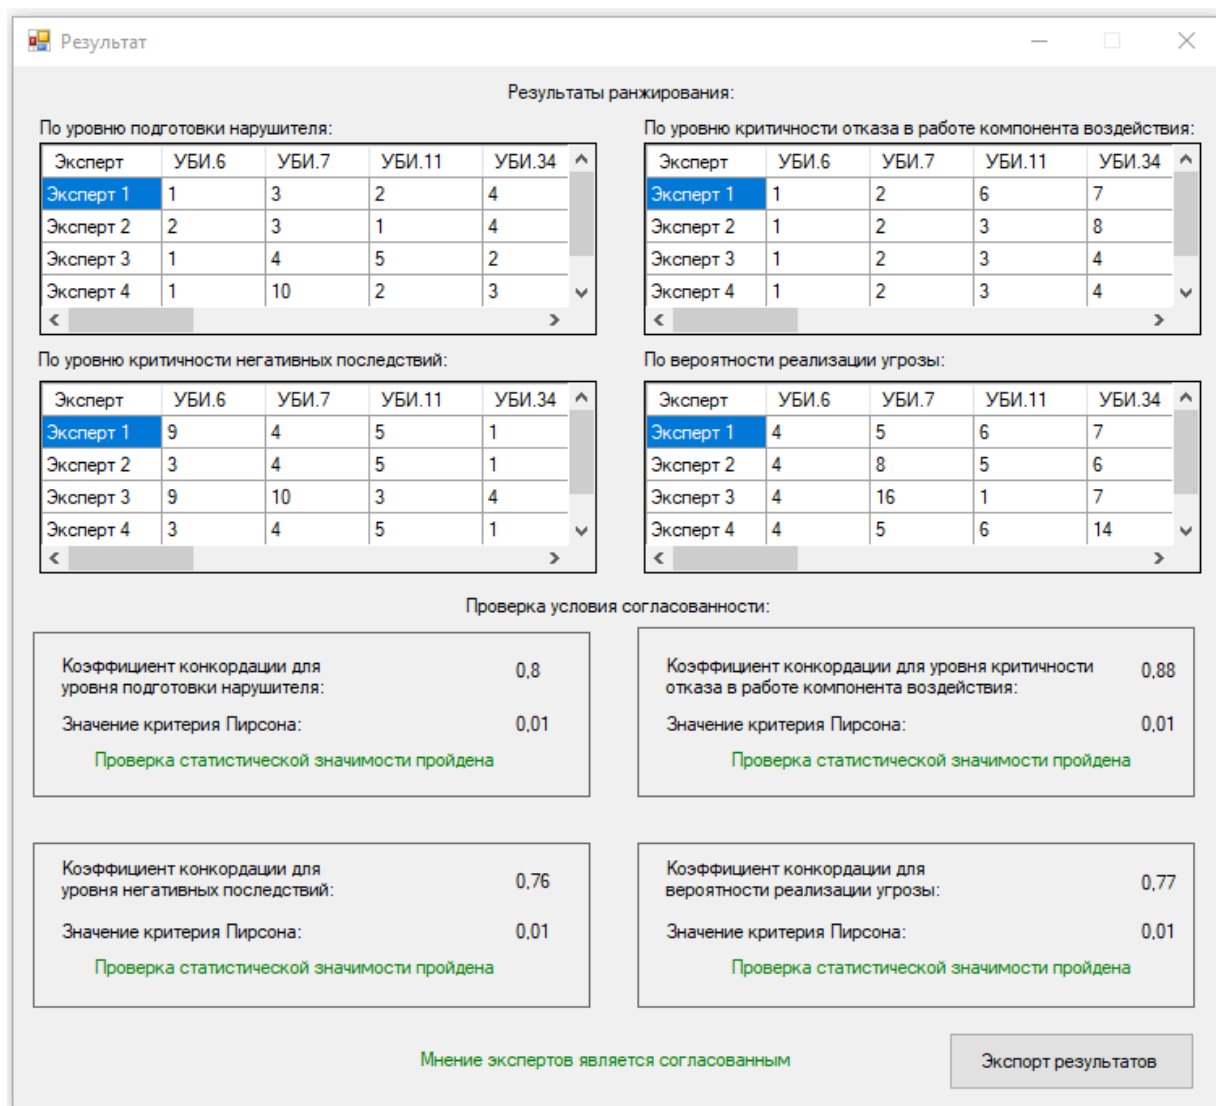 Результат
Результаты ранжирования:
По уровню подготовки нарушителя:
Эксперт УБИ.6 УБИ.7 УБИ.11 УБИ.34
Эксперт 1 1 3 2 4
Эксперт 2 2 3 1 4
Эксперт 3 1 4 5 2
Эксперт 4 1 10 2 3
По уровню критичности отказа в работе компонента воздействия:
Эксперт УБИ.6 УБИ.7 УБИ.11 УБИ.34
Эксперт 1 1 2 6 7
Эксперт 2 1 2 3 8
Эксперт 3 1 2 3 4
Эксперт 4 1 2 3 4
По уровню критичности негативных последствий:
Эксперт УБИ.6 УБИ.7 УБИ.11 УБИ.34
Эксперт 1 9 4 5 1
Эксперт 2 3 4 5 1
Эксперт 3 9 10 3 4
Эксперт 4 3 4 5 1
По вероятности реализации угрозы:
Эксперт УБИ.6 УБИ.7 УБИ.11 УБИ.34
Эксперт 1 4 5 6 7
Эксперт 2 4 8 5 6
Эксперт 3 4 16 1 7
Эксперт 4 4 5 6 14
Проверка условия согласованности:
Коэффициент конкордации для
уровня подготовки нарушителя: 0,8
Значение критерия Пирсона: 0,01
Проверка статистической значимости пройдена
Коэффициент конкордации для уровня критичности
отказа в работе компонента воздействия: 0,88
Значение критерия Пирсона: 0,01
Проверка статистической значимости пройдена
Коэффициент конкордации для
уровня негативных последствий: 0,76
Значение критерия Пирсона: 0,01
Проверка статистической значимости пройдена
Коэффициент конкордации для
вероятности реализации угрозы: 0,77
Значение критерия Пирсона: 0,01
Проверка статистической значимости пройдена
Мнение экспертов является согласованным
Экспорт результатов